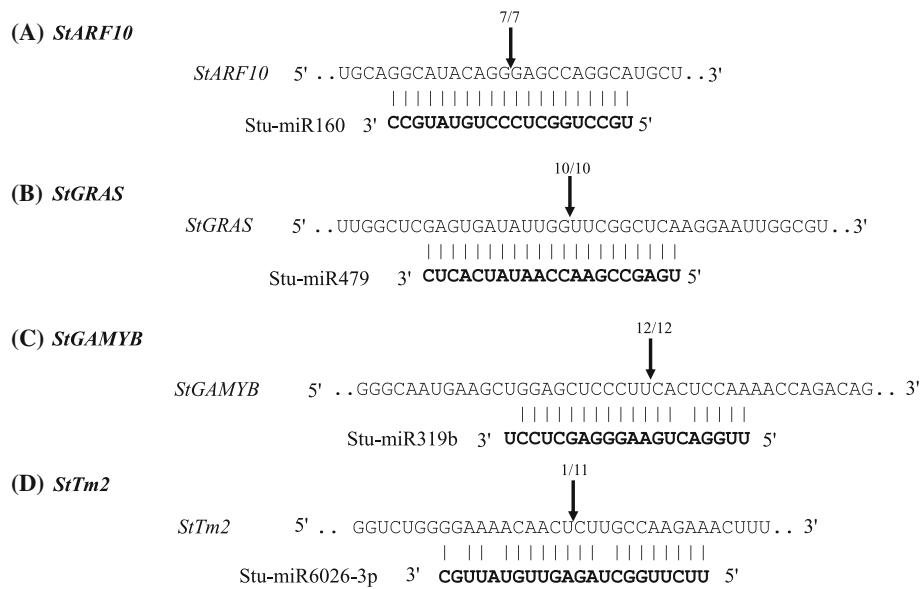 7/7
(A) StARF10
StARF10 5' ..UGCAGGCAUACAGGGAGCCAGGCAUGCU..3'
| | | | | | | | | | | | | | | | | | | | |
Stu-miR160 3' CCGUAUGUCCCUCGGUCCGU 5'
10/10
(B) StGRAS
StGRAS 5' ..UUGGCUCGAGUGAUAUUGGUUCGGCUCAAGGAAUUGGCGU..3'
| | | | | | | | | | | | | | | | | | | | |
Stu-miR479 3' CUCACUAUAACCAAGCCGAGU 5'
12/12
(C) StGAMYB
StGAMYB 5' ..GGGCAAUGAAGCUGGAGCUCCCUUCACUCCAAAACCAGACAG..3'
| | | | | | | | | | | | | | | | | | |
Stu-miR319b 3' UCCUCGAGGGAAGUCAGGUU 5'
1/11
(D) StTm2
StTm2 5' .. GGUCUGGGGAAAACAACUCUUGCCAAGAAACUUU..3'
| | | | | | | | | | | | | | | | | | |
Stu-miR6026-3p 3' CGUUAUGUUGAGAUCGGUUCUU 5'